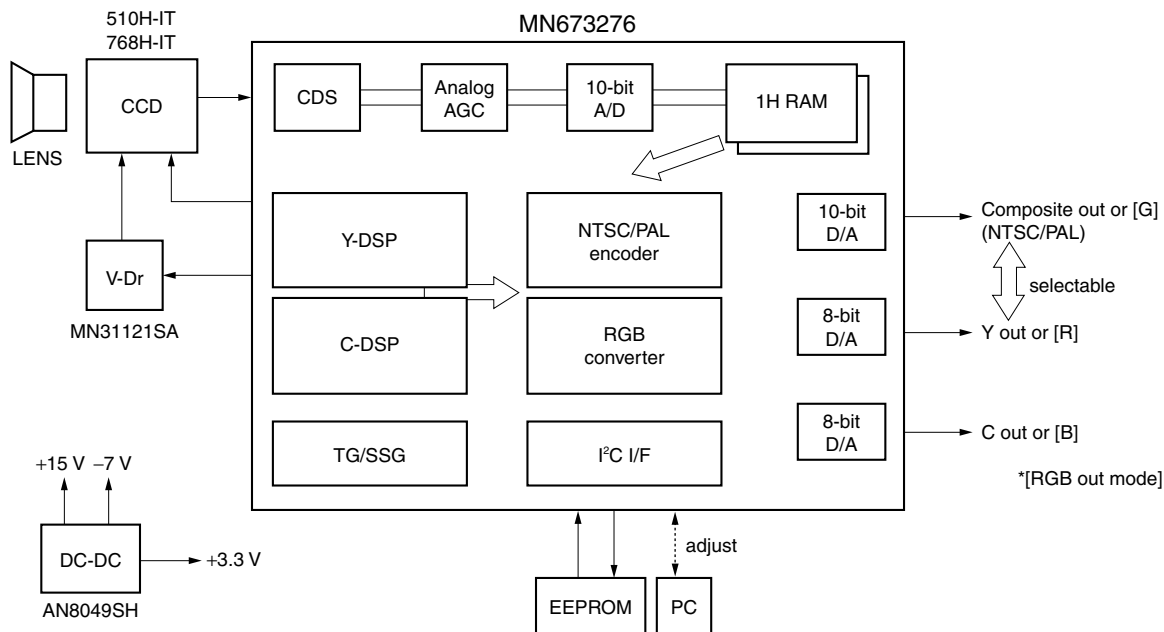 MN673276
510H-IT
768H-IT
CCD
LENS
CDS
Analog
AGC
10-bit
A/D
1H RAM
V-Dr
MN31121SA
Y-DSP
C-DSP
TG/SSG
NTSC/PAL
encoder
RGB
converter
I²C I/F
10-bit
D/A
8-bit
D/A
8-bit
D/A
Composite out or [G]
(NTSC/PAL)
selectable
Y out or [R]
C out or [B]
*[RGB out mode]
+15 V –7 V
DC-DC
+3.3 V
AN8049SH
adjust
EEPROM
PC